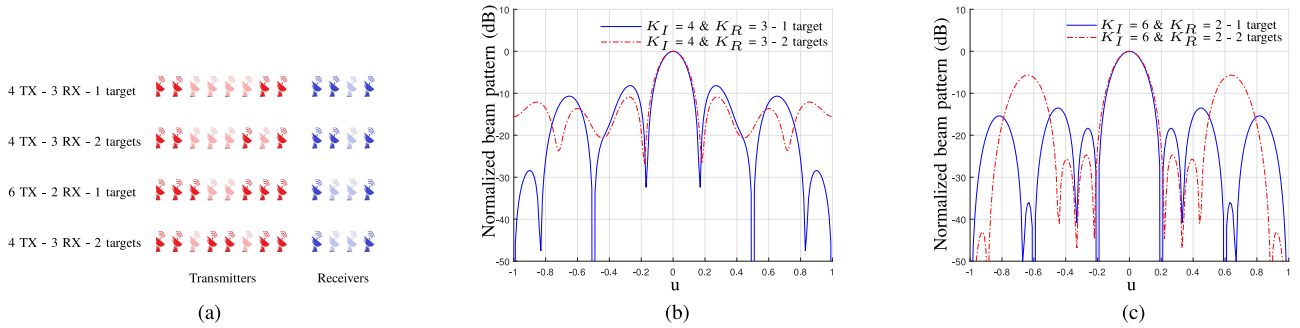 4 TX - 3 RX - 1 target
4 TX - 3 RX - 2 targets
6 TX - 2 RX - 1 target
4 TX - 3 RX - 2 targets
Transmitters Receivers
(a)
Normalized beam pattern (dB)
10
0
-10
-20
-30
-40
-50
K_I = 4 & K_R = 3 - 1 target
K_I = 4 & K_R = 3 - 2 targets
-1 -0.8 -0.6 -0.4 -0.2 0 0.2 0.4 0.6 0.8 1
u
(b)
Normalized beam pattern (dB)
10
0
-10
-20
-30
-40
-50
K_I = 6 & K_R = 2 - 1 target
K_I = 6 & K_R = 2 - 2 targets
-1 -0.8 -0.6 -0.4 -0.2 0 0.2 0.4 0.6 0.8 1
u
(c)